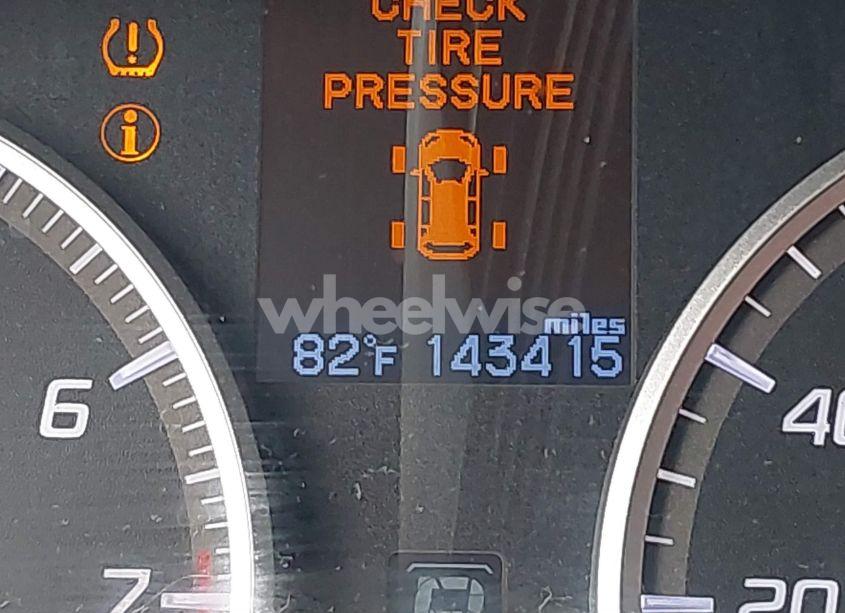 CHECK
TIRE
PRESSURE
wheelwise
miles
82°F 143415
6
7
40
20